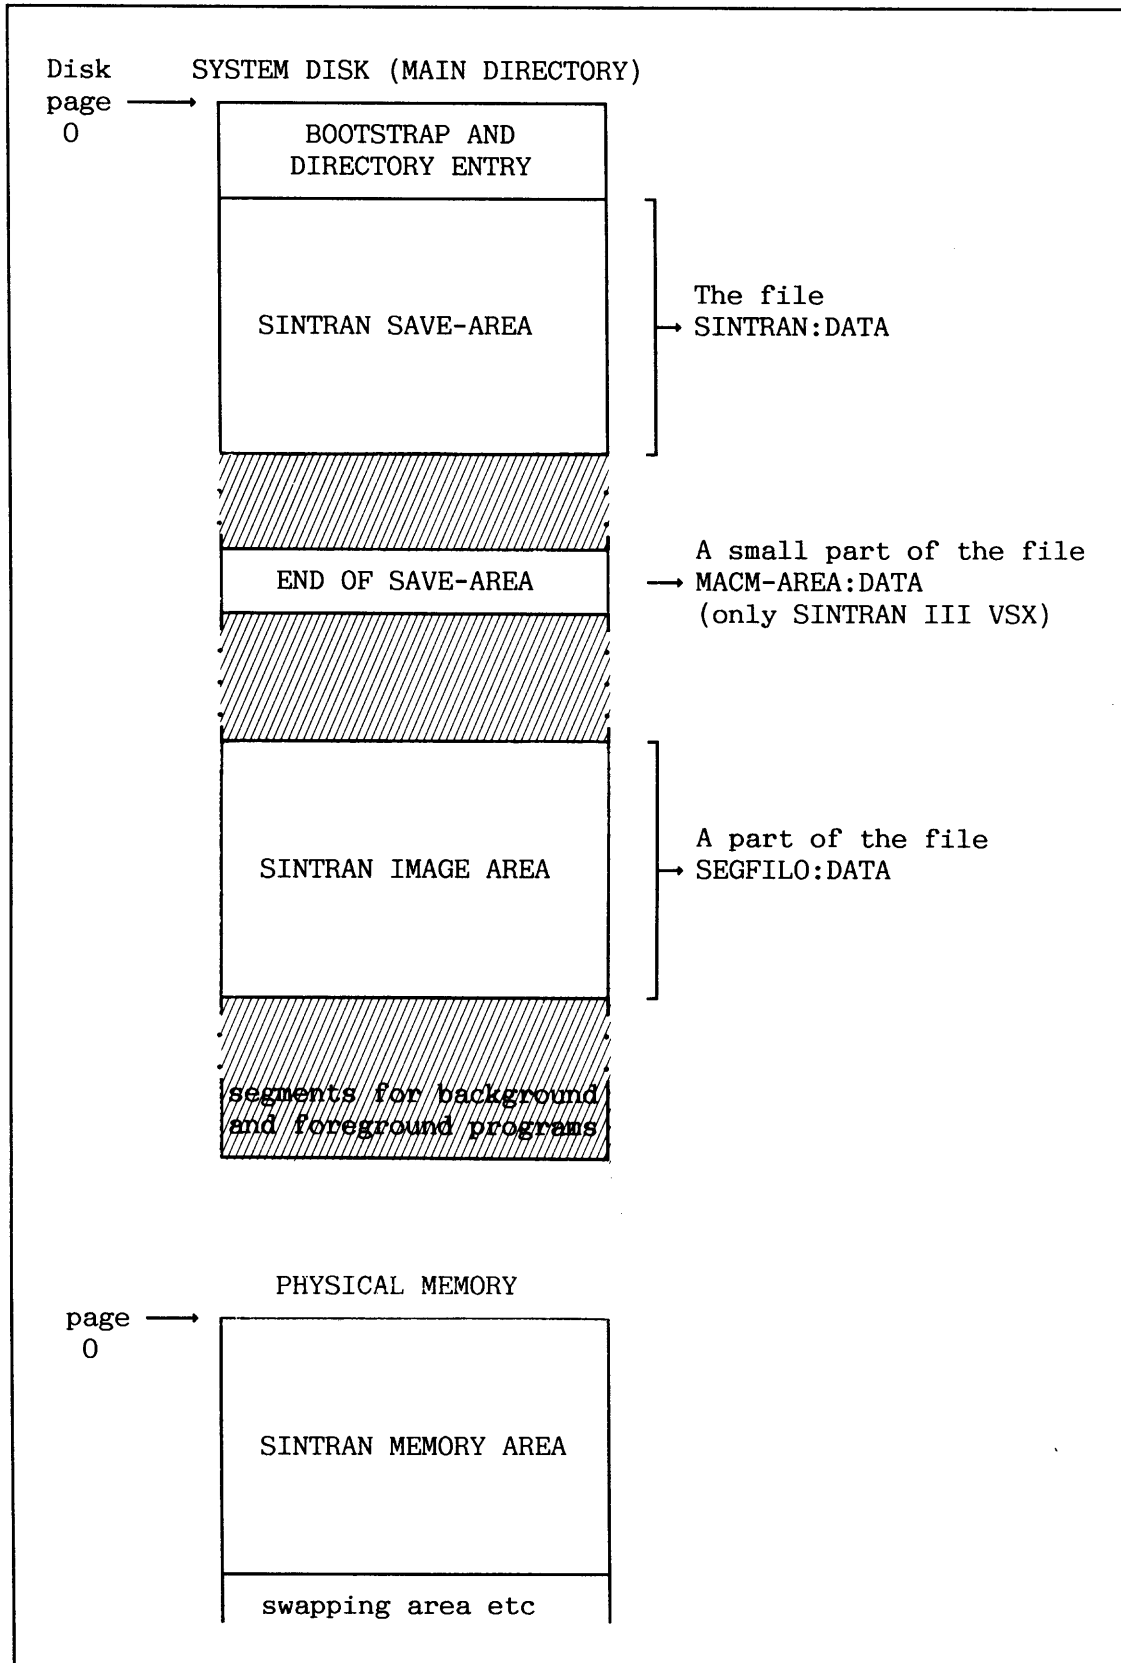 Disk SYSTEM DISK (MAIN DIRECTORY)
page
0
BOOTSTRAP AND
DIRECTORY ENTRY
SINTRAN SAVE-AREA
The file
SINTRAN:DATA
END OF SAVE-AREA
A small part of the file
MACM-AREA:DATA
(only SINTRAN III VSX)
SINTRAN IMAGE AREA
A part of the file
SEGFILO:DATA
segments for background
and foreground programs
PHYSICAL MEMORY
page
0
SINTRAN MEMORY AREA
swapping area etc